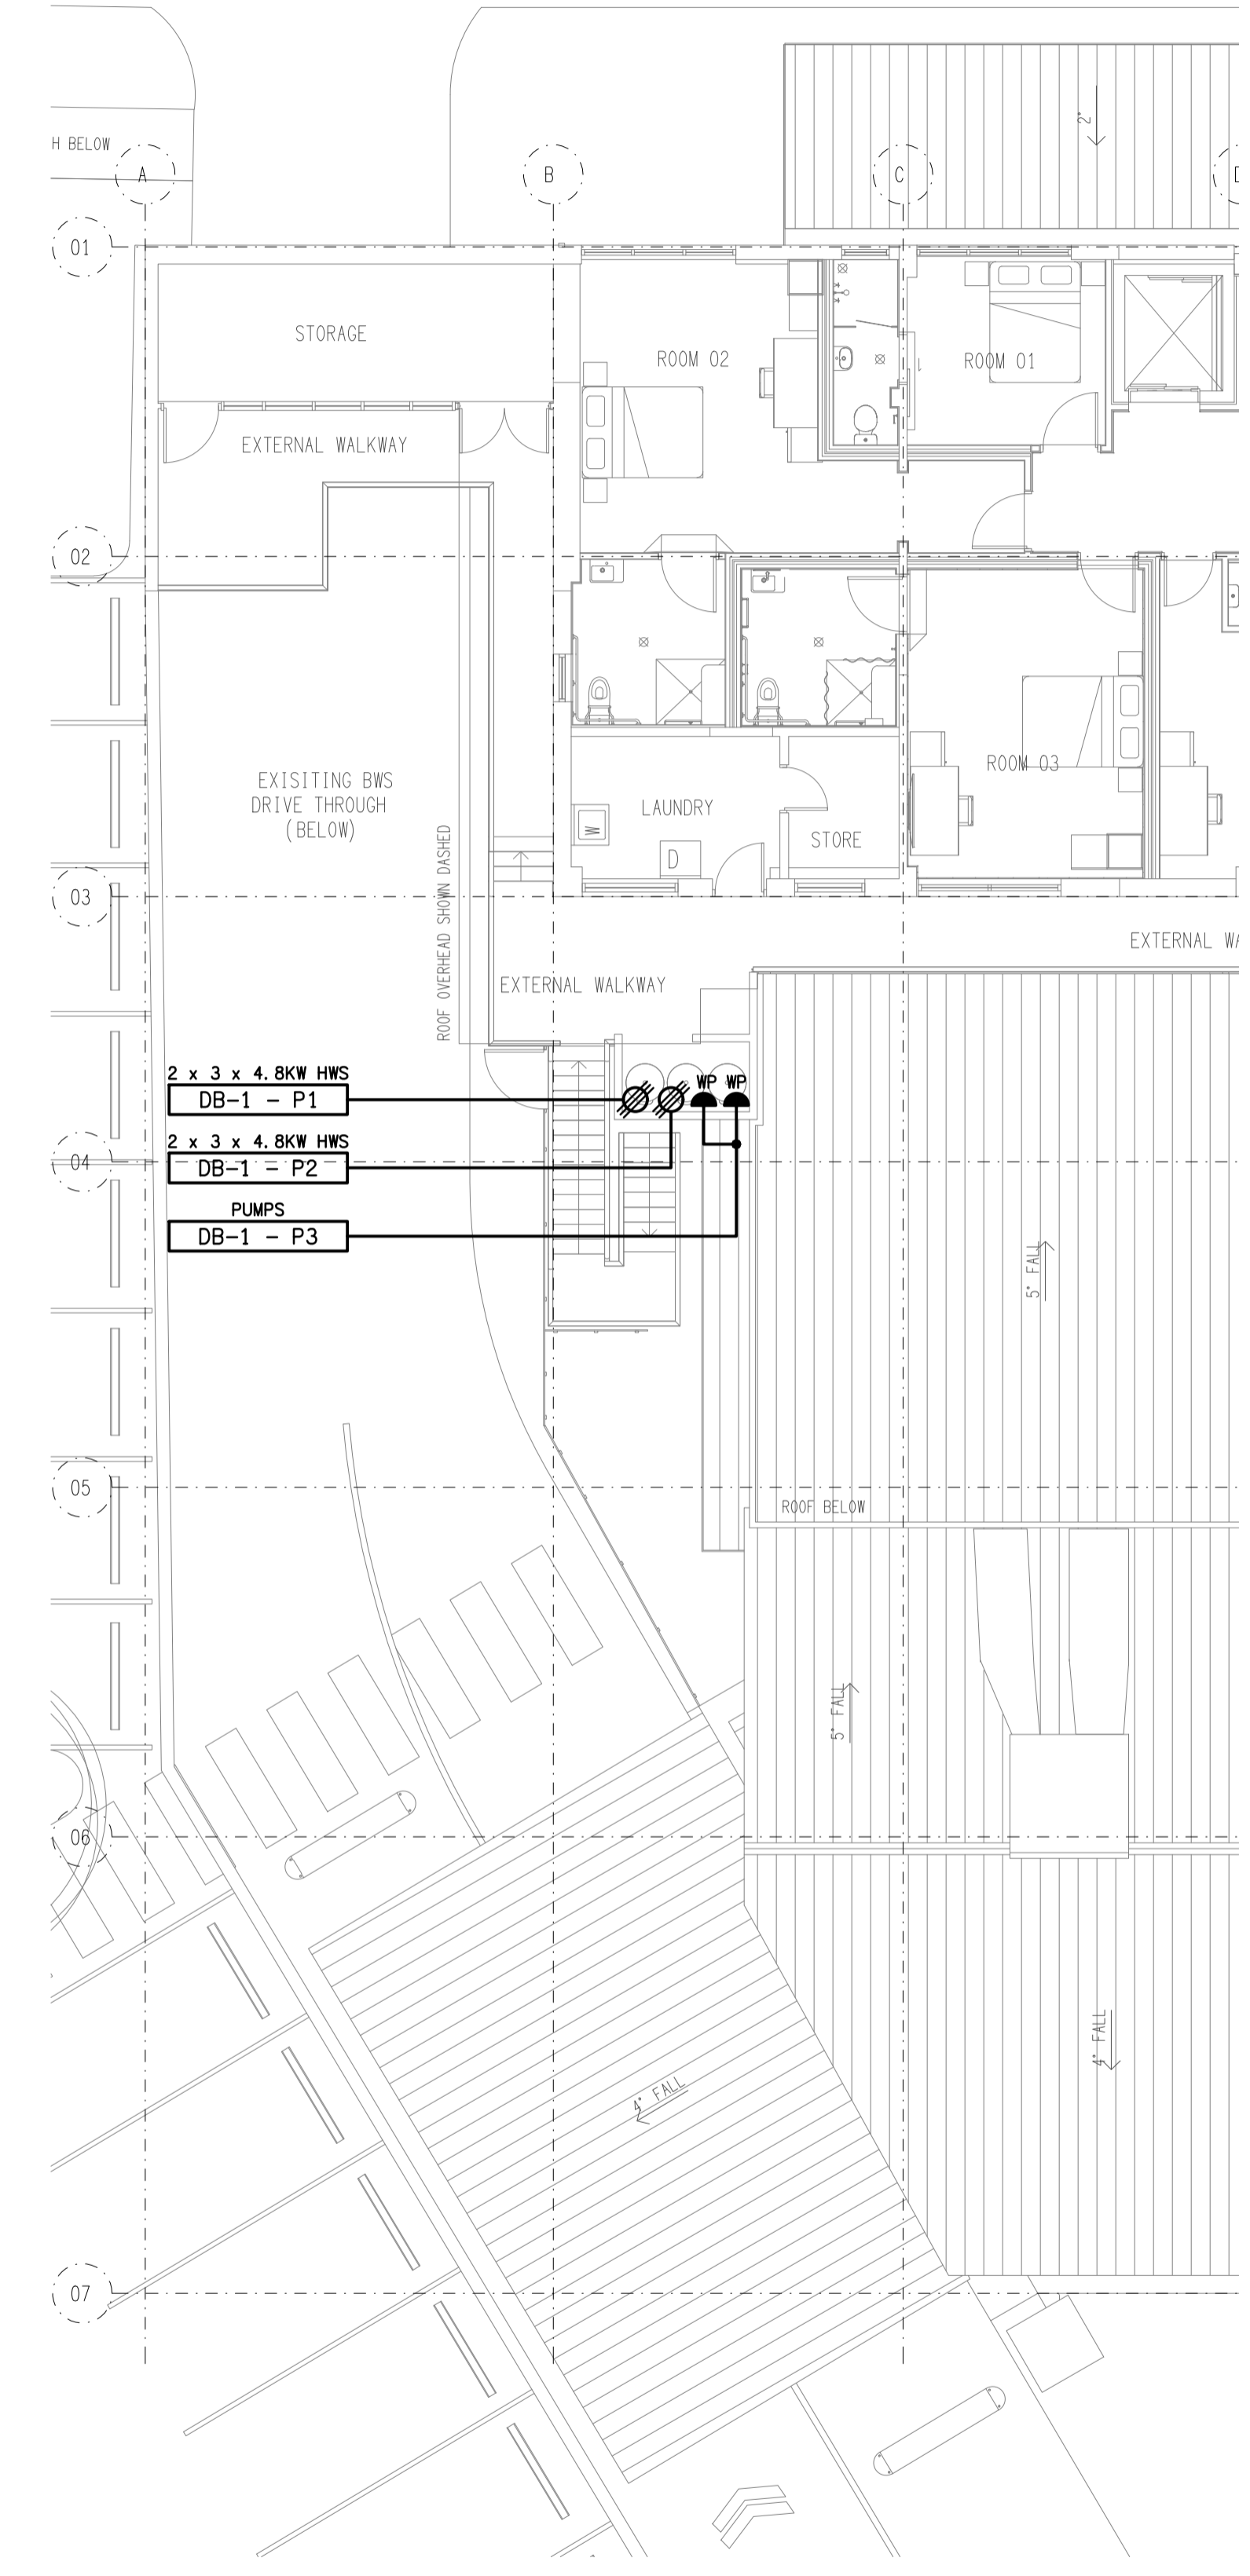 2°
H BELOW
A
B
C
D
01
STORAGE
ROOM 02
ROOM 01
EXTERNAL WALKWAY
02
EXISITING BWS
DRIVE THROUGH
(BELOW)
ROOM 03
LAUNDRY
W
D
STORE
ROOF OVERHEAD SHOWN DASHED
03
EXTERNAL WA
EXTERNAL WALKWAY
2 x 3 x 4.8KW HWS
DB-1 - P1
WP WP
2 x 3 x 4.8KW HWS
04
DB-1 - P2
PUMPS
DB-1 - P3
5° FALL
05
ROOF BELOW
5° FALL
06
4° FALL
4° FALL
07